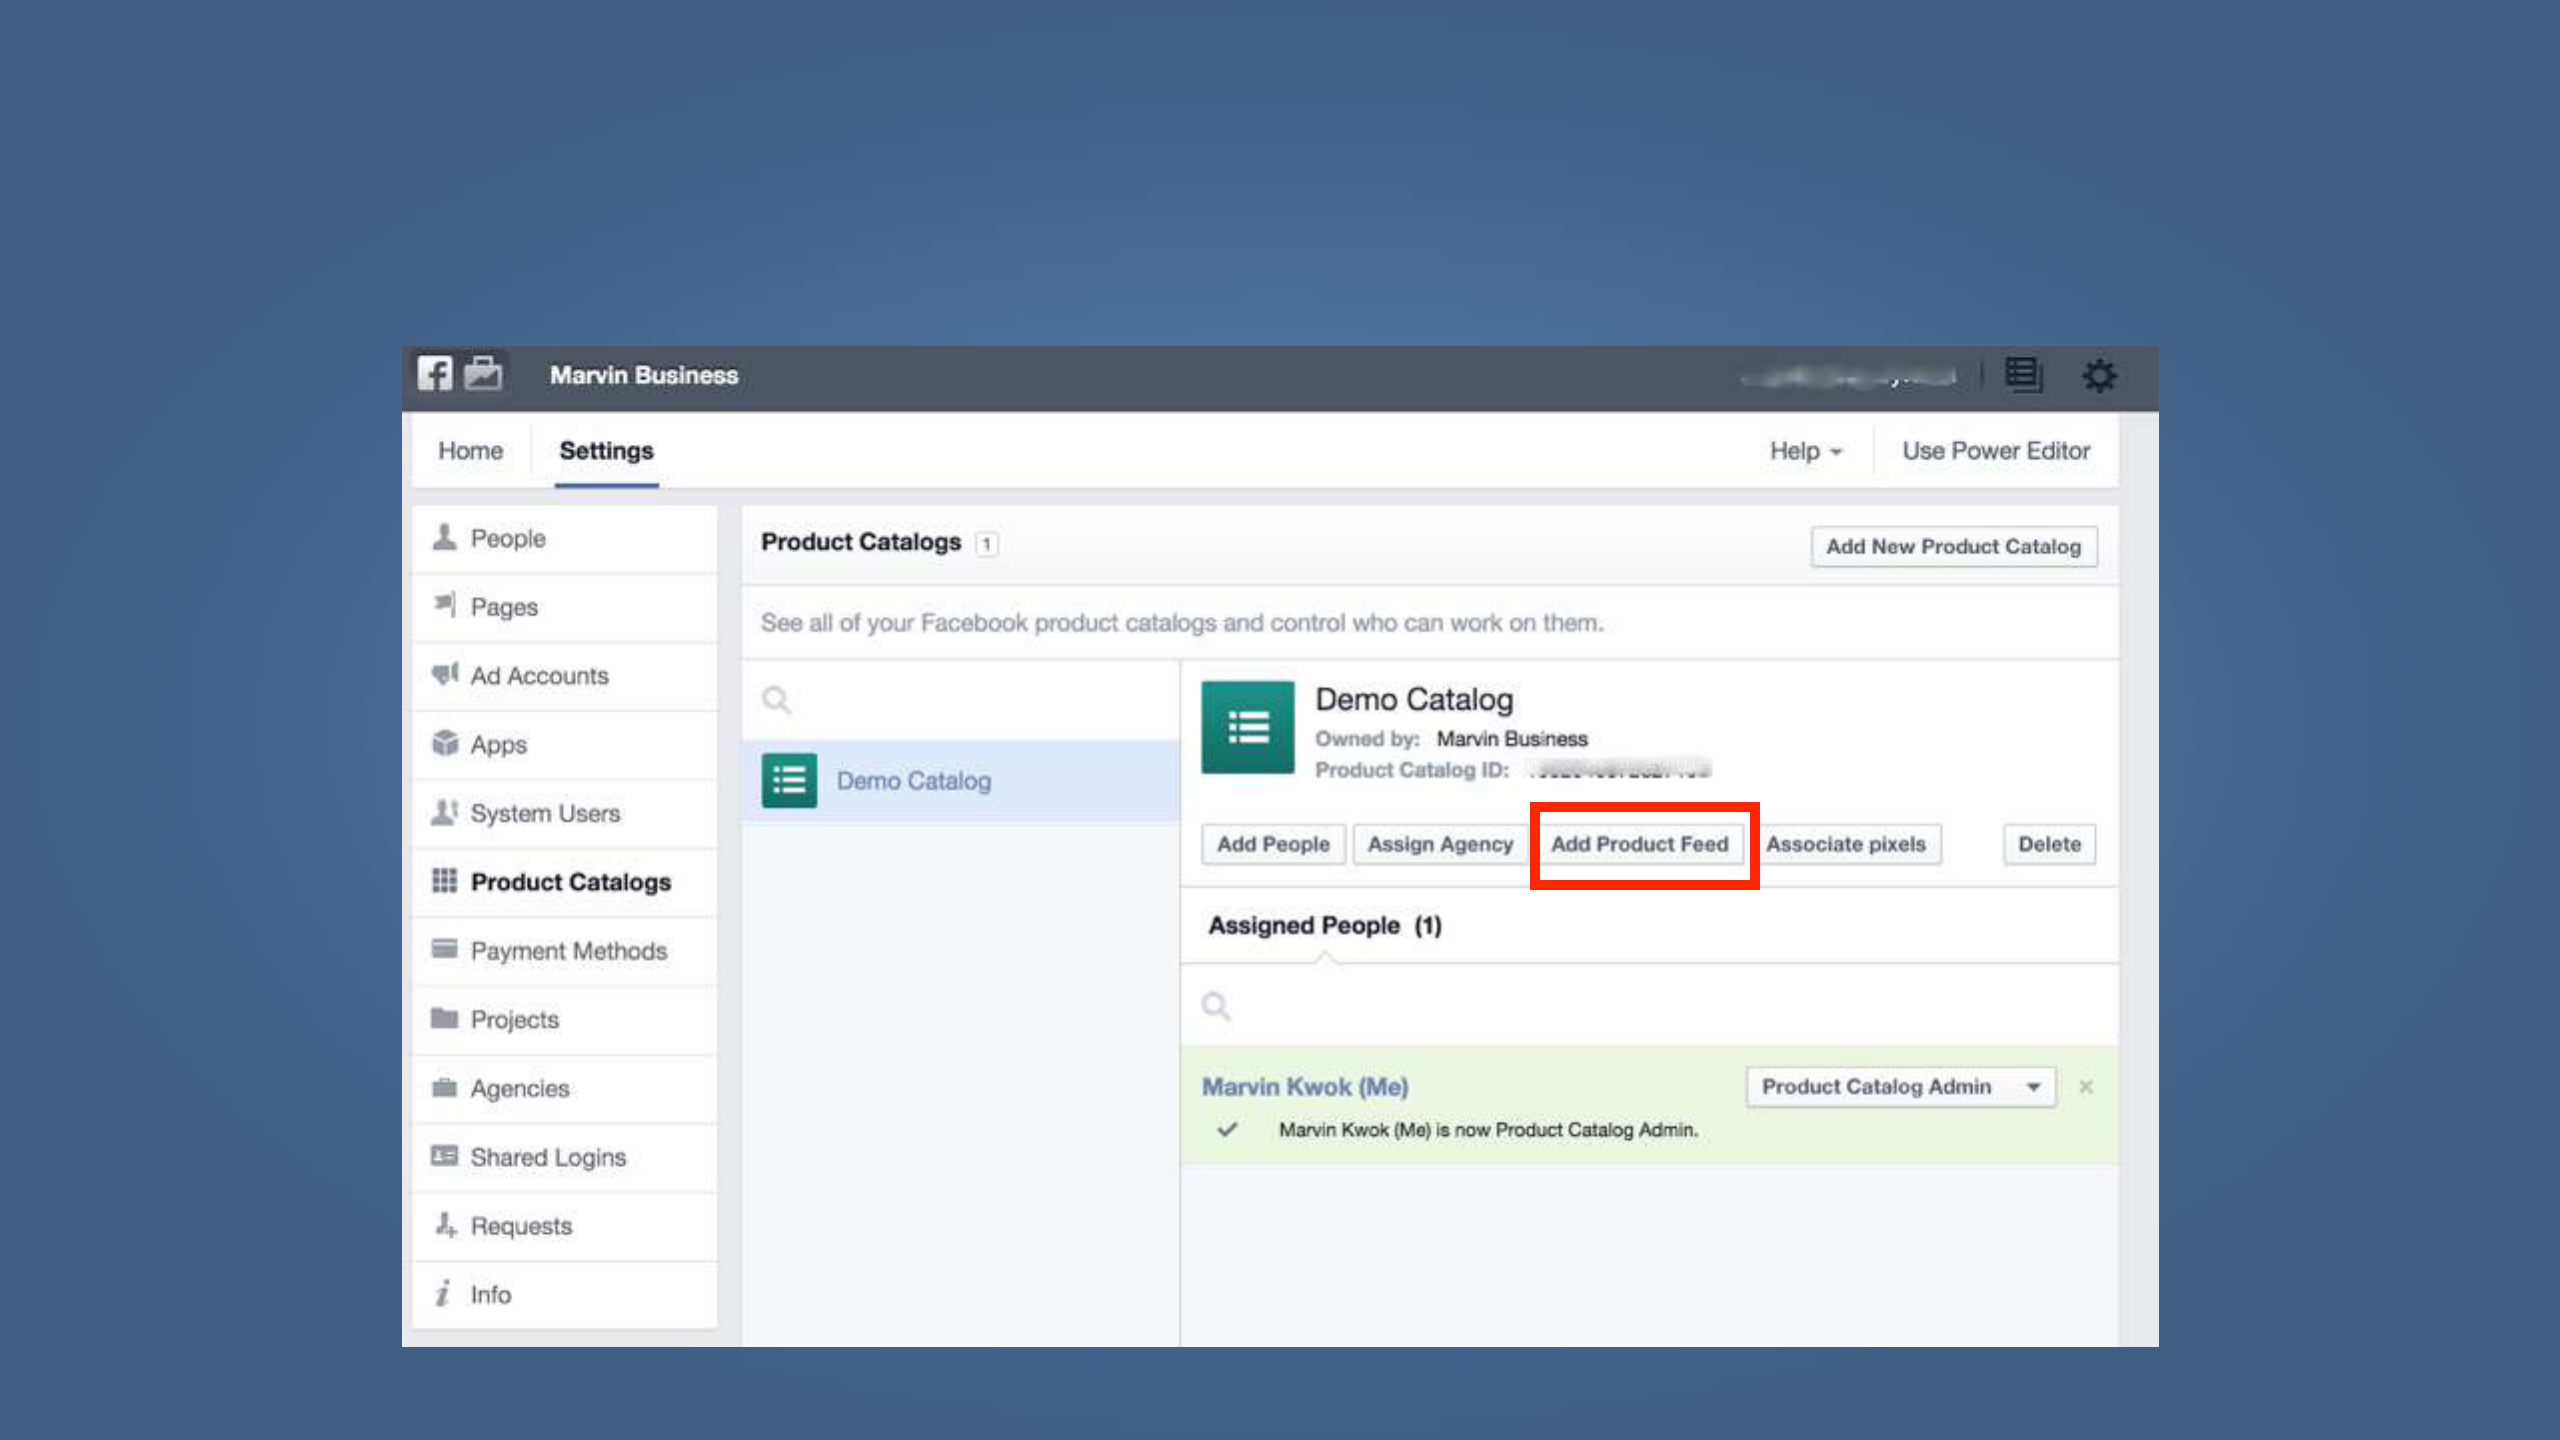 Marvin Business
Home
Settings
Help
Use Power Editor
People
Pages
Ad Accounts
Apps
System Users
Product Catalogs
Payment Methods
Projects
Agencies
Shared Logins
Requests
Info
Product Catalogs 1
Add New Product Catalog
See all of your Facebook product catalogs and control who can work on them.
Demo Catalog
Demo Catalog
Owned by: Marvin Business
Product Catalog ID:
Add People
Assign Agency
Add Product Feed
Associate pixels
Delete
Assigned People (1)
Marvin Kwok (Me)
Product Catalog Admin
Marvin Kwok (Me) is now Product Catalog Admin.